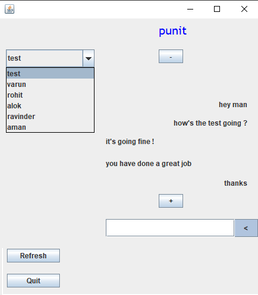 punit
test
-
test
varun
rohit
alok
ravinder
aman
hey man
how's the test going ?
it's going fine !
you have done a great job
thanks
+
<
Refresh
Quit